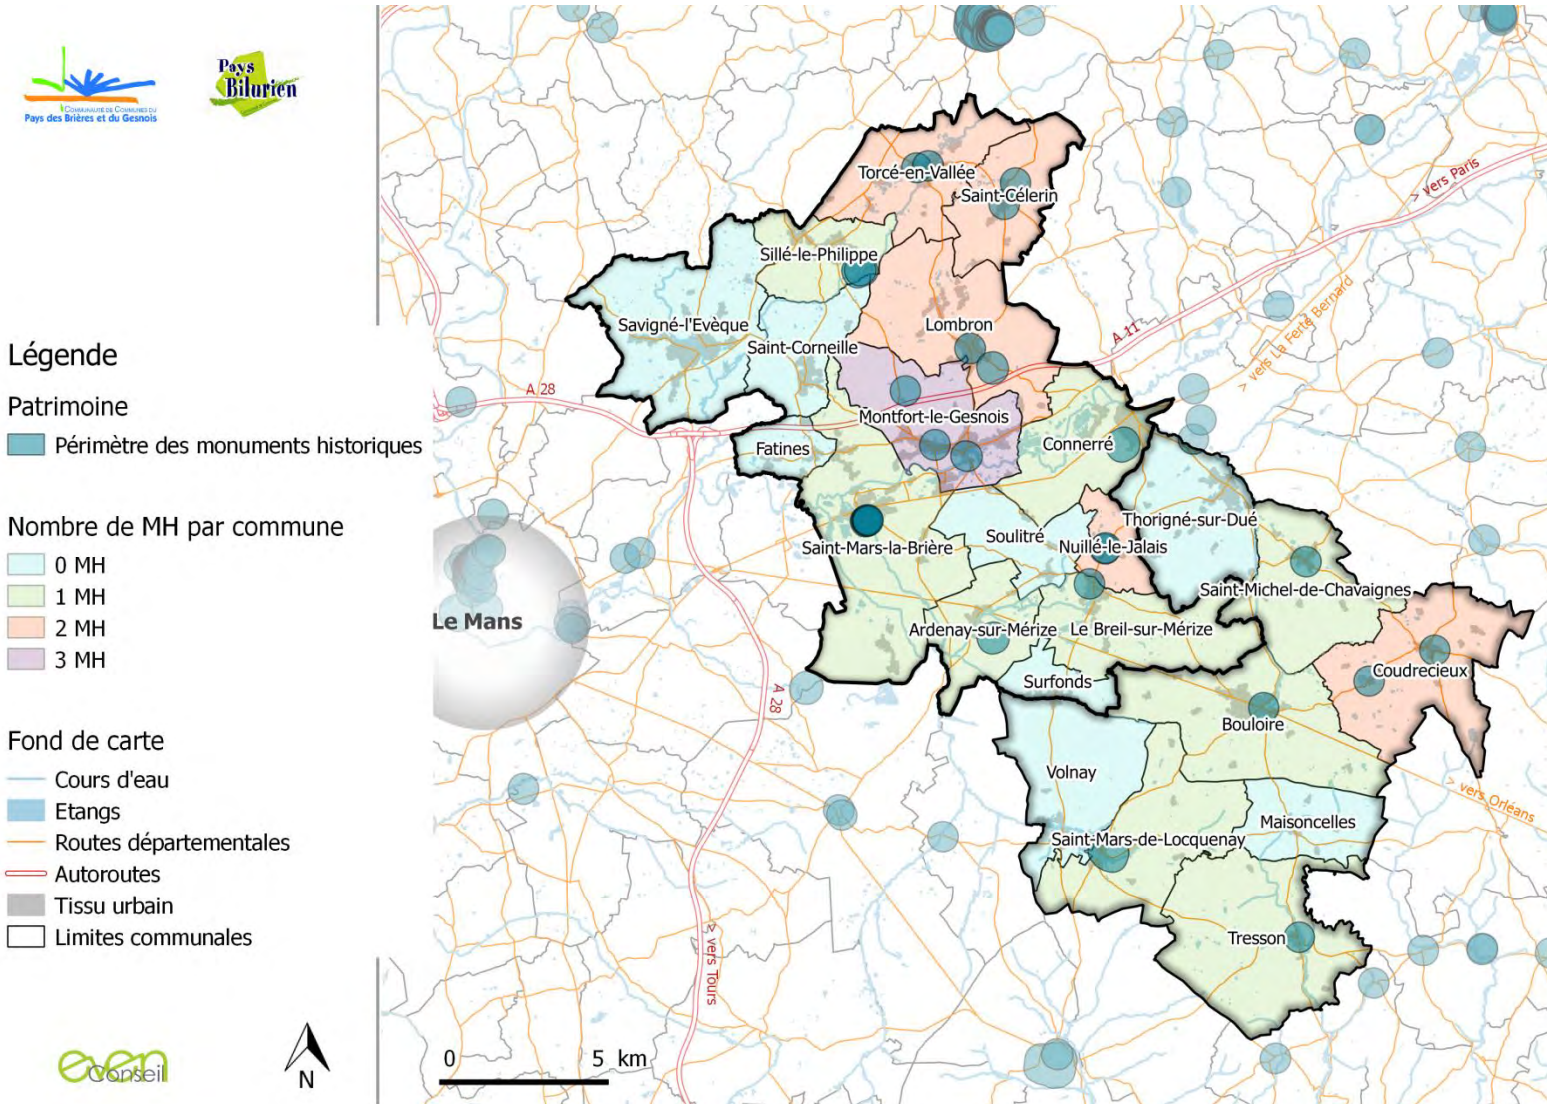 COMMUNAUTÉ DE COMMUNES DU
Pays des Brières et du Gesnois
Pays
Bilurien
Légende
Patrimoine
Périmètre des monuments historiques
Nombre de MH par commune
0 MH
1 MH
2 MH
3 MH
Fond de carte
Cours d'eau
Etangs
Routes départementales
Autoroutes
Tissu urbain
Limites communales
even
Conseil
N
0 5 km
Torcé-en-Vallée
Saint-Célerin
> vers Paris
Sillé-le-Philippe
Savigné-l'Evèque
Lombron
A 11
> vers La Ferté Bernard
Saint-Corneille
A 28
Montfort-le-Gesnois
Connerré
Fatines
Thorigné-sur-Dué
Soulitré
Saint-Mars-la-Brière
Nuillé-le-Jalais
Saint-Michel-de-Chavaignes
Le Mans
Ardenay-sur-Mérize
Le Breil-sur-Mérize
Coudrecieux
Surfonds
A 28
Bouloire
Volnay
> vers Orléans
Maisoncelles
Saint-Mars-de-Locquenay
Tresson
> vers Tours